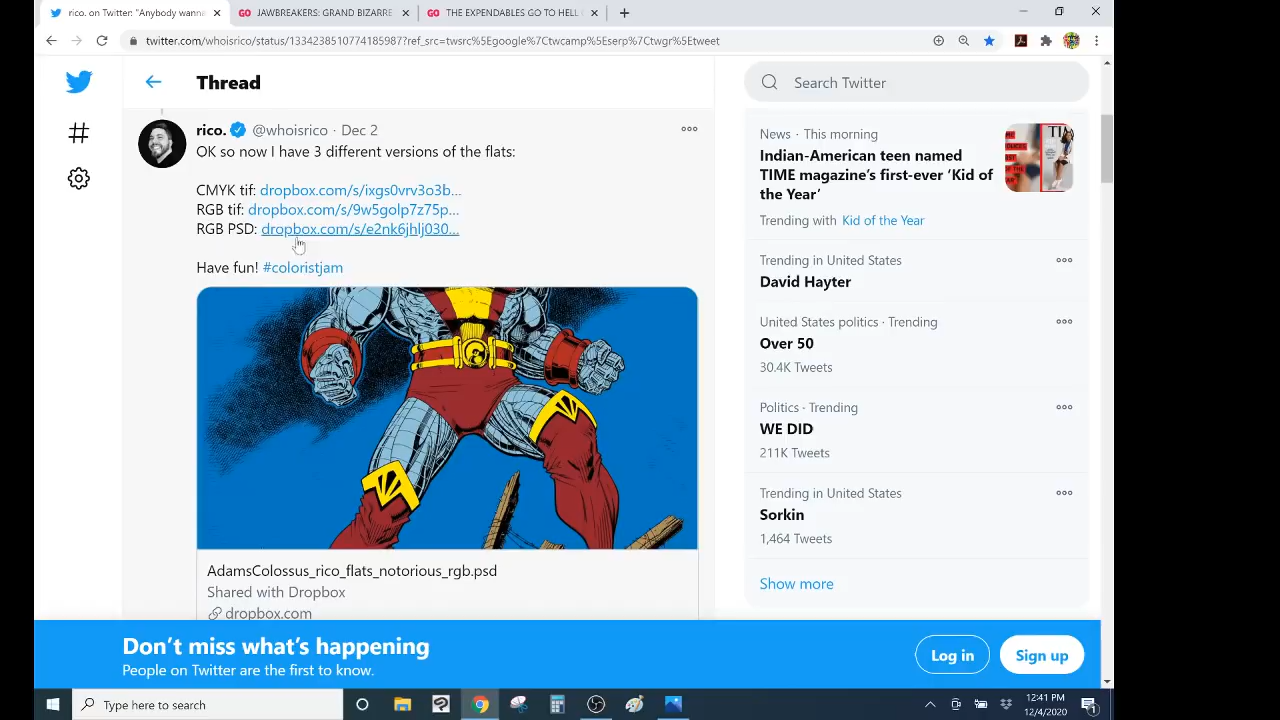 rico. on Twitter: "Anybody wanne
JAWBREAKERS: GRAND BIZARRE
THE EXPENDABLES GO TO HELL
twitter.com/whoisrico/status/1334238510774185987?ref_src=twsrc%5Egoogle%7Ctwcamp%5Eserp%7Ctwgr%5Etweet
Thread
Search Twitter
rico. @whoisrico · Dec 2
OK so now I have 3 different versions of the flats:
CMYK tif: dropbox.com/s/ixgs0vrv3o3b...
RGB tif: dropbox.com/s/9w5golp7z75p...
RGB PSD: dropbox.com/s/e2nk6jhlj030...
Have fun! #coloristjam
AdamsColossus_rico_flats_notorious_rgb.psd
Shared with Dropbox
dropbox.com
News · This morning
Indian-American teen named
TIME magazine's first-ever 'Kid of
the Year'
Trending with Kid of the Year
Trending in United States
David Hayter
United States politics · Trending
Over 50
30.4K Tweets
Politics · Trending
WE DID
211K Tweets
Trending in United States
Sorkin
1,464 Tweets
Show more
Don't miss what's happening
People on Twitter are the first to know.
Log in
Sign up
Type here to search
12:41 PM
12/4/2020